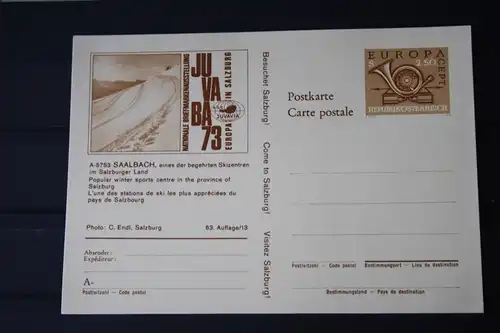 NATIONALE BRIEFMARKENAUSSTELLUNG
JU
VA
BA
73
EUROPA IN SALZBURG
JUVAVIA
A-5753 SAALBACH, eines der begehrten Skizentren
im Salzburger Land
Popular winter sports centre in the province of
Salzburg
L'une des stations de ski les plus appréciées du
pays de Salzbourg
Photo: C. Endl, Salzburg 63. Auflage/13
Absender:
Expéditeur:
A-
Postleitzahl - Code postal
Besuchet Salzburg! Come to Salzburg! Visitez Salzburg!
Postkarte
Carte postale
EUROPA
CEPT
S 2.50
REPUBLIK ÖSTERREICH
Postleitzahl - Code postal Bestimmungsort - Lieu de destination
Bestimmungsland - Pays de destination